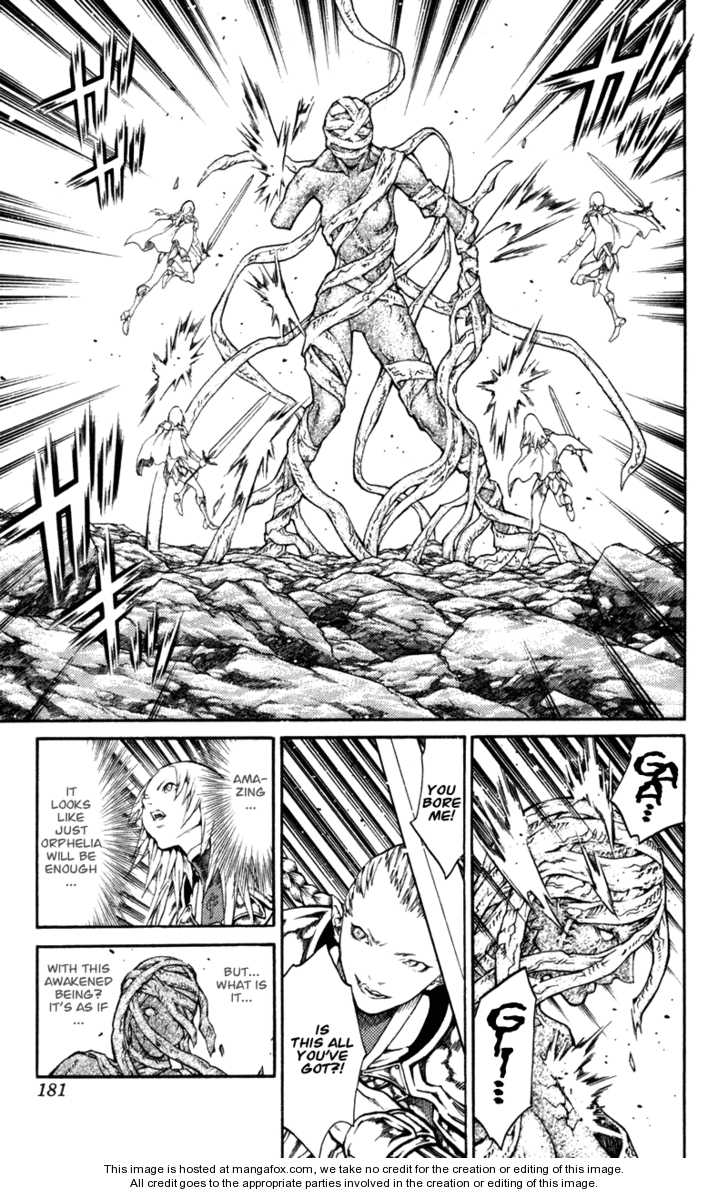 GA
A...
GI...
YOU
BORE
ME!
IS
THIS ALL
YOU'VE
GOT?!
AMA-
ZING
...
IT
LOOKS
LIKE
JUST
ORPHELIA
WILL BE
ENOUGH
...
BUT...
WHAT IS
IT...
WITH THIS
AWAKENED
BEING?
IT'S AS IF
...
181
This image is hosted at mangafox.com, we take no credit for the creation or editing of this image.
All credit goes to the appropriate parties involved in the creation or editing of this image.